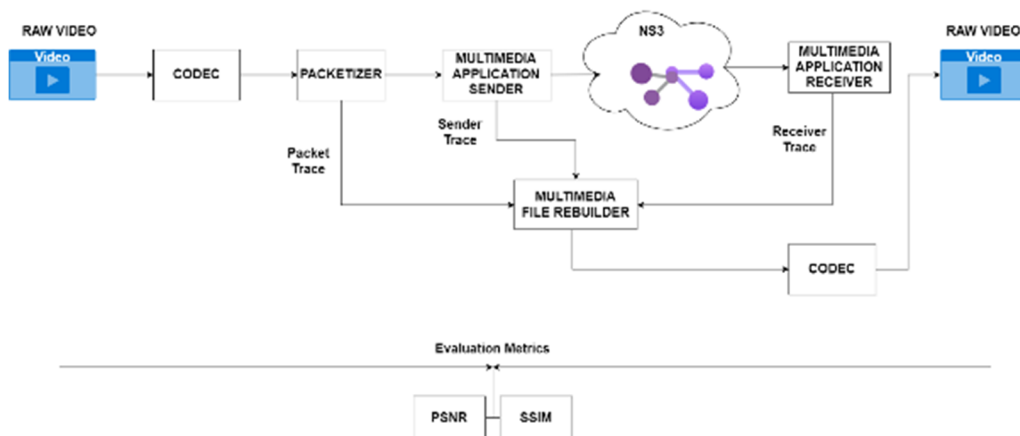 RAW VIDEO
Video
CODEC
PACKETIZER
MULTIMEDIA
APPLICATION
SENDER
NS3
MULTIMEDIA
APPLICATION
RECEIVER
RAW VIDEO
Video
Packet
Trace
Sender
Trace
Receiver
Trace
MULTIMEDIA
FILE REBUILDER
CODEC
Evaluation Metrics
PSNR
SSIM